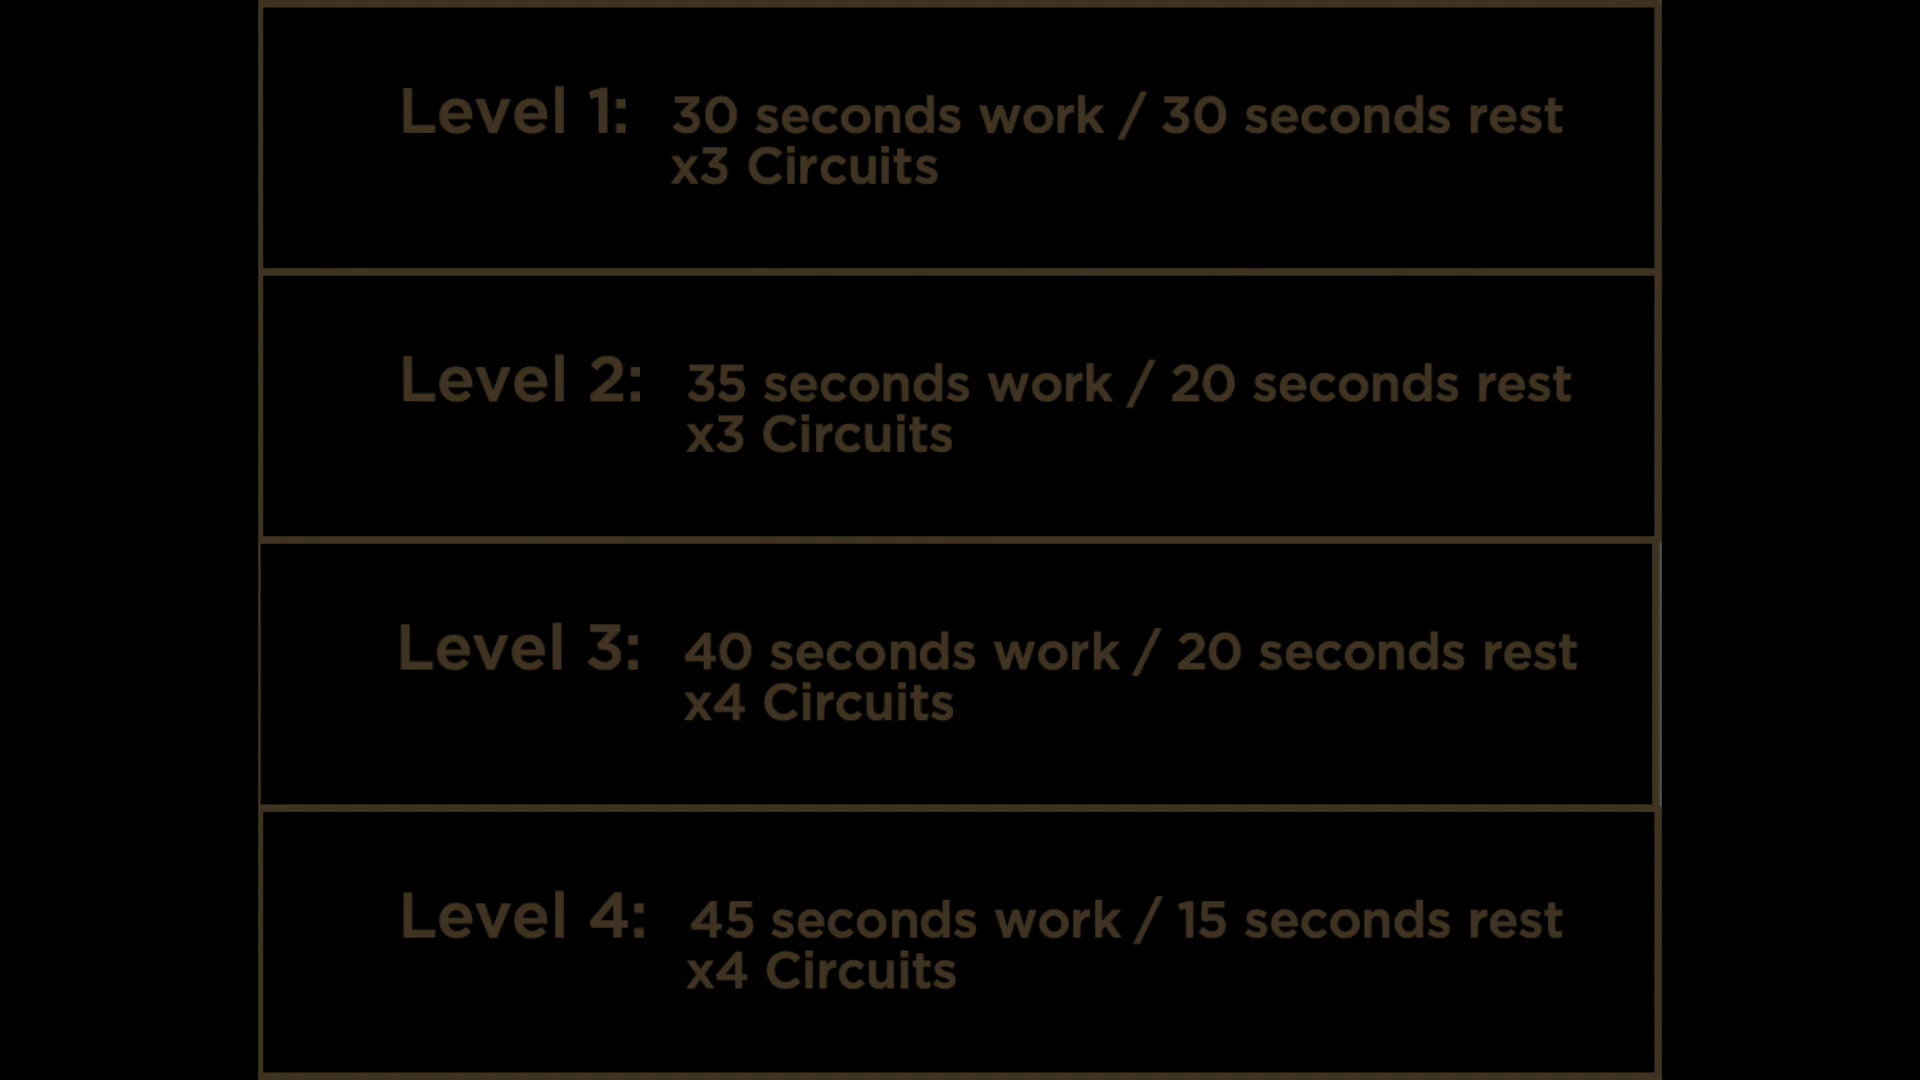 Level 1: 30 seconds work / 30 seconds rest
x3 Circuits
Level 2: 35 seconds work / 20 seconds rest
x3 Circuits
Level 3: 40 seconds work / 20 seconds rest
x4 Circuits
Level 4: 45 seconds work / 15 seconds rest
x4 Circuits